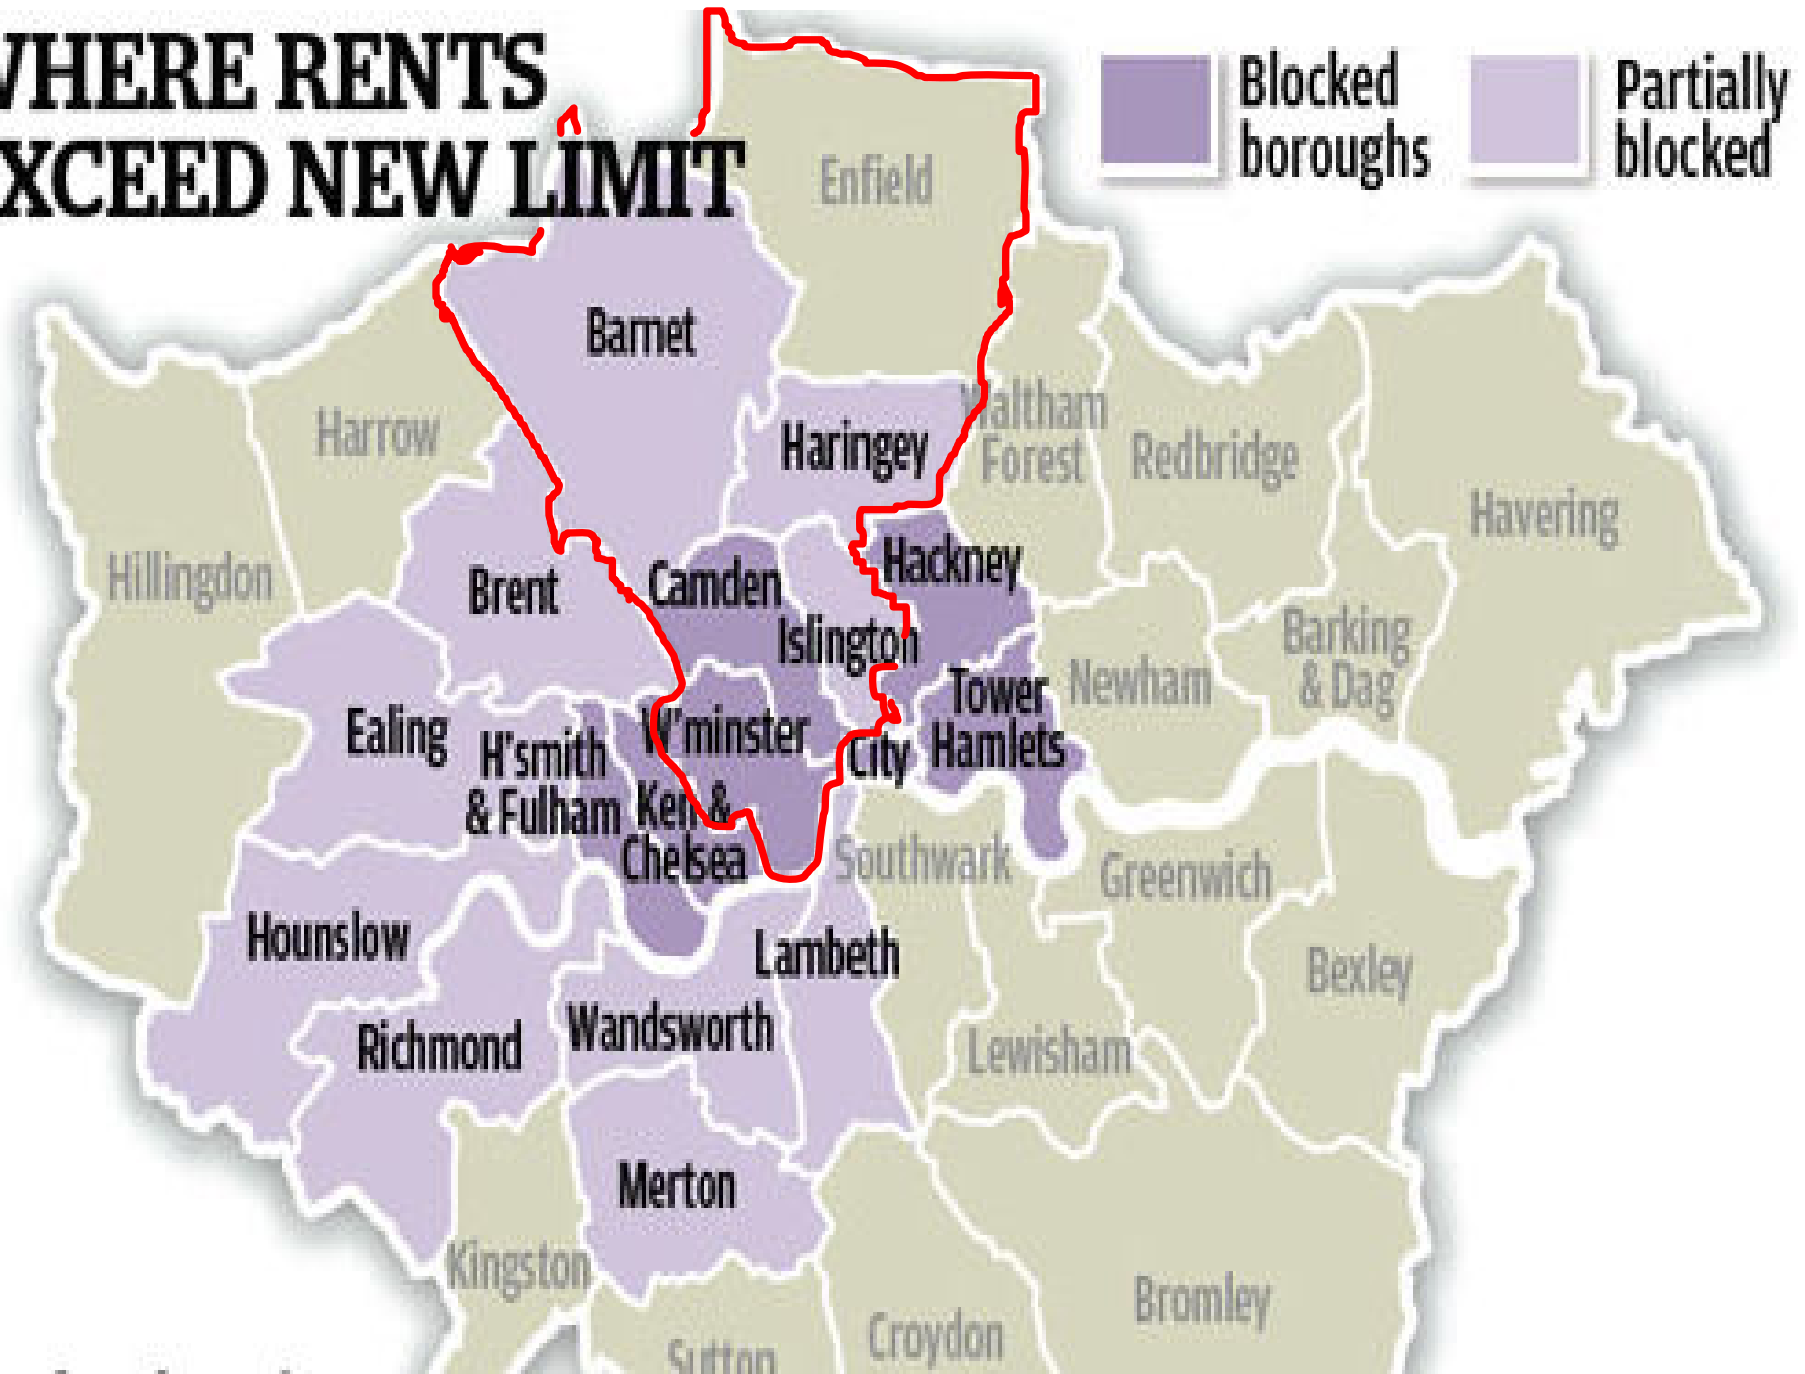 WHERE RENTS
EXCEED NEW LIMIT
Blocked
boroughs
Partially
blocked
Enfield
Barnet
Harrow
Haringey
Waltham
Forest
Redbridge
Havering
Hillingdon
Brent
Camden
Hackney
Islington
Barking
& Dag
Newham
Tower
Hamlets
Ealing
H'smith
& Fulham
W'minster
City
Ken &
Chelsea
Southwark
Greenwich
Hounslow
Lambeth
Bexley
Richmond
Wandsworth
Lewisham
Merton
Kingston
Bromley
Croydon
Sutton